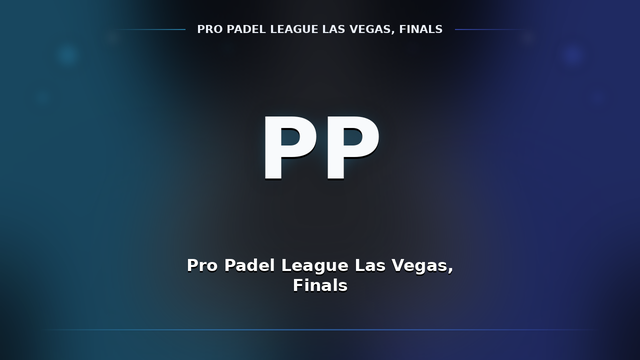 PRO PADEL LEAGUE LAS VEGAS, FINALS
PP
Pro Padel League Las Vegas,
Finals